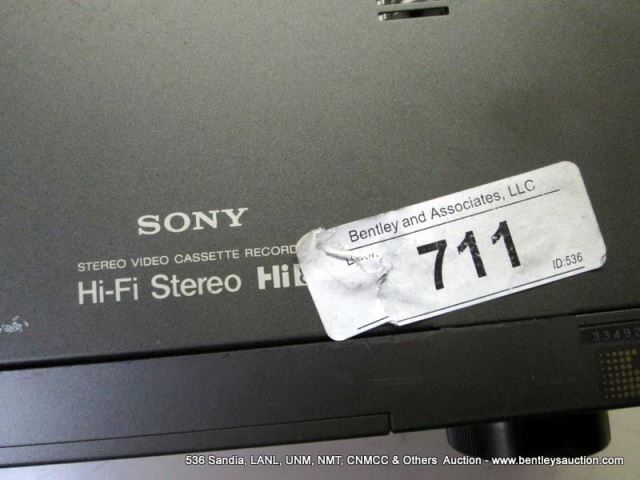 SONY
STEREO VIDEO CASSETTE RECORD
Hi-Fi Stereo Hi
Bentley and Associates, LLC
711
ID:536
536 Sandia, LANL, UNM, NMT, CNMCC & Others Auction - www.bentleysauction.com